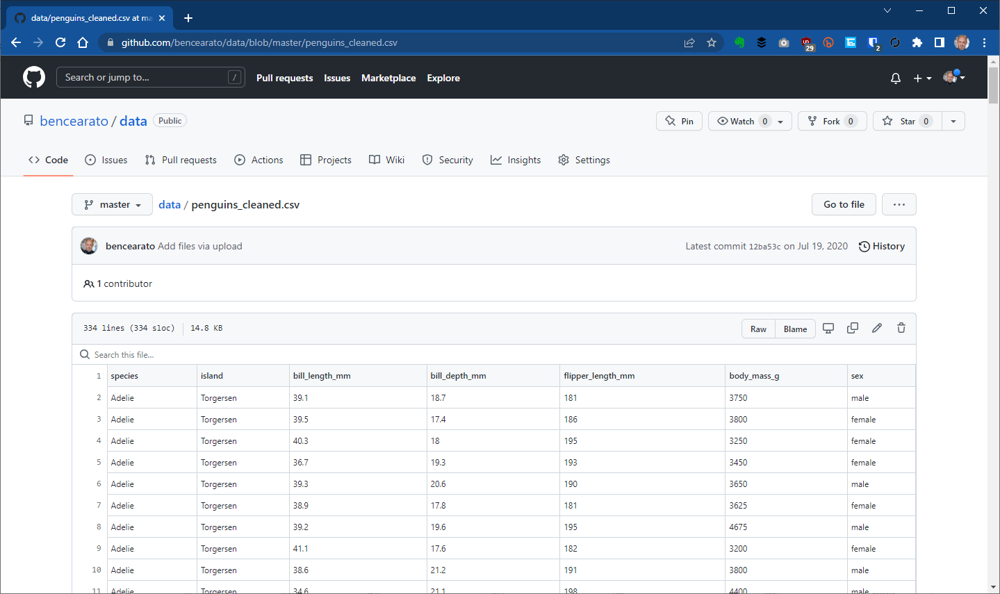 data/penguins_cleaned.csv at ma
github.com/bencearato/data/blob/master/penguins_cleaned.csv
29
2
Search or jump to...
/
Pull requests
Issues
Marketplace
Explore
bencearato / data
Public
Pin
Watch 0
Fork 0
Star 0
Code
Issues
Pull requests
Actions
Projects
Wiki
Security
Insights
Settings
master
data / penguins_cleaned.csv
Go to file
bencearato Add files via upload
Latest commit 12ba53c on Jul 19, 2020
History
1 contributor
334 lines (334 sloc)
14.8 KB
Raw
Blame
Search this file...
1 species island bill_length_mm bill_depth_mm flipper_length_mm body_mass_g sex
2 Adelie Torgersen 39.1 18.7 181 3750 male
3 Adelie Torgersen 39.5 17.4 186 3800 female
4 Adelie Torgersen 40.3 18 195 3250 female
5 Adelie Torgersen 36.7 19.3 193 3450 female
6 Adelie Torgersen 39.3 20.6 190 3650 male
7 Adelie Torgersen 38.9 17.8 181 3625 female
8 Adelie Torgersen 39.2 19.6 195 4675 male
9 Adelie Torgersen 41.1 17.6 182 3200 female
10 Adelie Torgersen 38.6 21.2 191 3800 male
11 Adelie Torgersen 34.6 21.1 198 4400 male